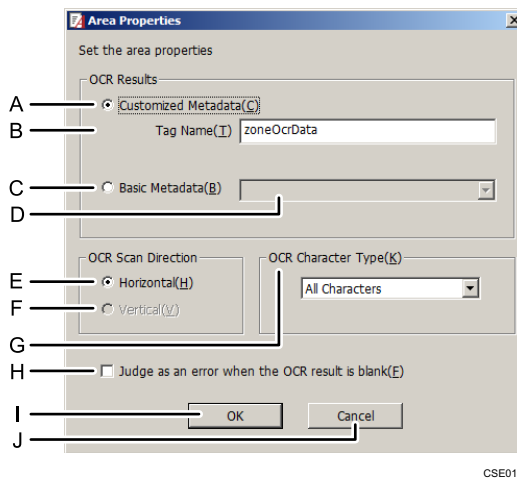 Area Properties
Set the area properties
OCR Results
A Customized Metadata(C)
B Tag Name(T) zoneOcrData
C Basic Metadata(B)
D
OCR Scan Direction OCR Character Type(K)
E Horizontal(H) All Characters
F Vertical(V)
G
H Judge as an error when the OCR result is blank(F)
I OK Cancel
J
CSE01